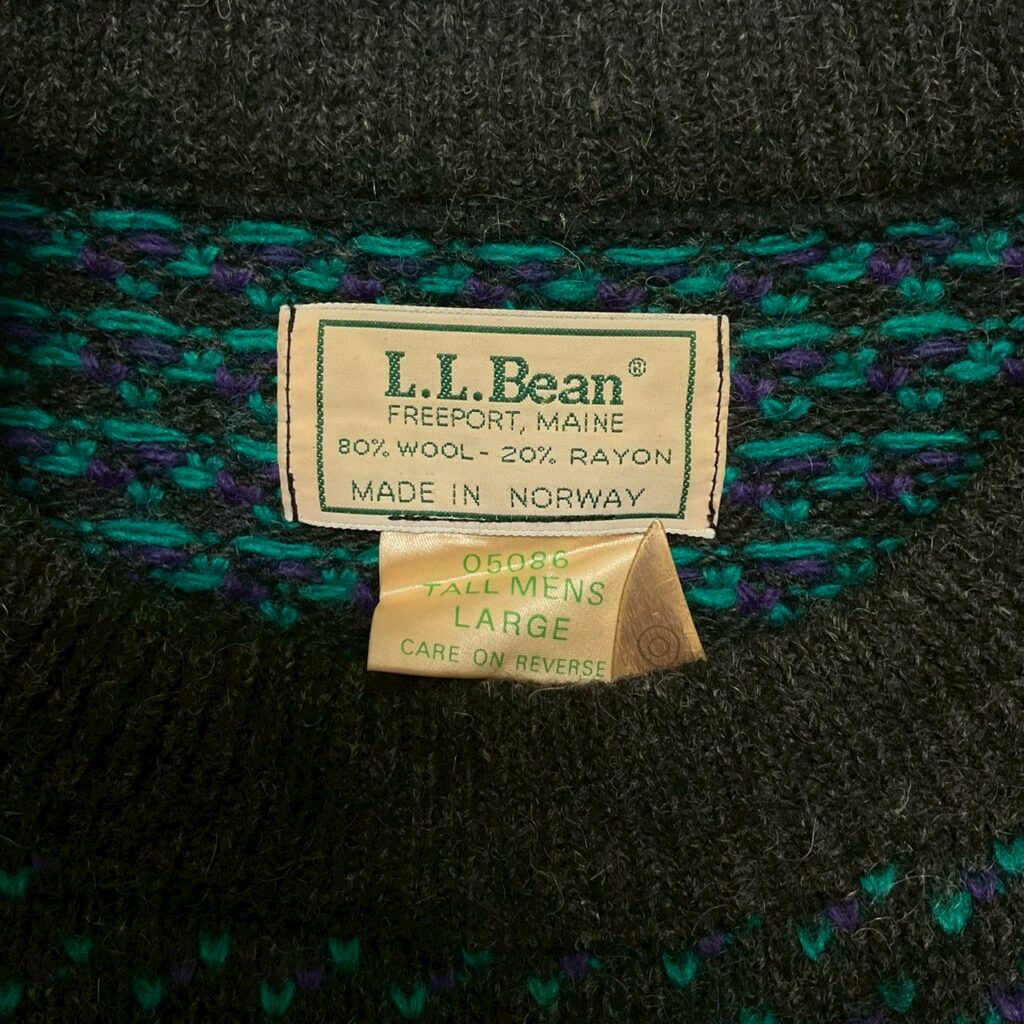 L.L.Bean®
FREEPORT, MAINE
80% WOOL - 20% RAYON
MADE IN NORWAY
05086
TALL MENS
LARGE
CARE ON REVERSE